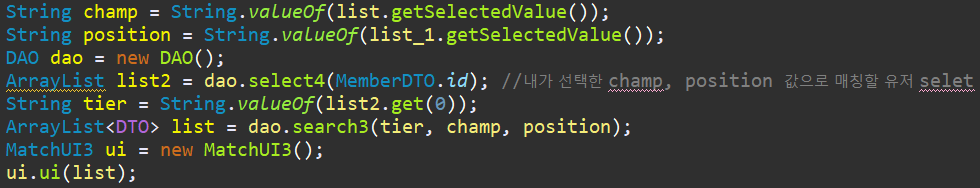 String champ = String.valueOf(list.getSelectedValue());
String position = String.valueOf(list_1.getSelectedValue());
DAO dao = new DAO();
ArrayList list2 = dao.select4(MemberDTO.id); //내가 선택한 champ, position 값으로 매칭할 유저 selet
String tier = String.valueOf(list2.get(0));
ArrayList<DTO> list = dao.search3(tier, champ, position);
MatchUI3 ui = new MatchUI3();
ui.ui(list);